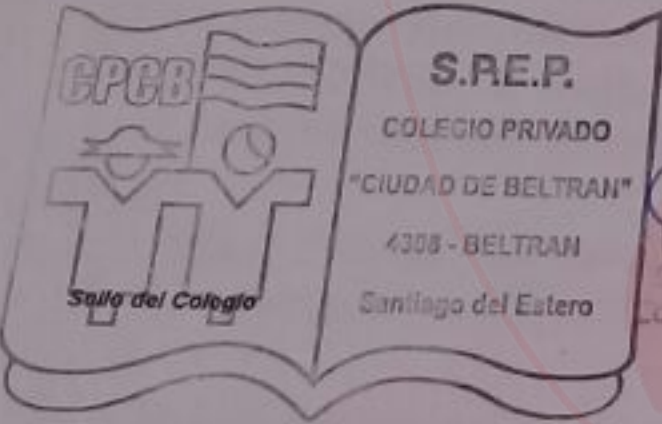 CPCB
Sello del Colegio
S.P.E.P.
COLEGIO PRIVADO
"CIUDAD DE BELTRAN"
4308 - BELTRAN
Santiago del Estero